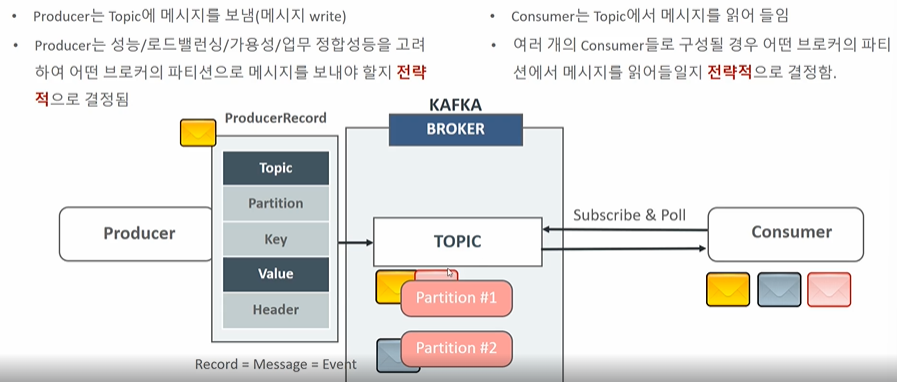 • Producer는 Topic에 메시지를 보냄(메시지 write)
• Producer는 성능/로드밸런싱/가용성/업무 정합성등을 고려
하여 어떤 브로커의 파티션으로 메시지를 보내야 할지 전략
적으로 결정됨
• Consumer는 Topic에서 메시지를 읽어 들임
• 여러 개의 Consumer들로 구성될 경우 어떤 브로커의 파티
션에서 메시지를 읽어들일지 전략적으로 결정함.
ProducerRecord
Topic
Partition
Key
Value
Header
Producer
Record = Message = Event
KAFKA
BROKER
TOPIC
Partition #1
Partition #2
Subscribe & Poll
Consumer